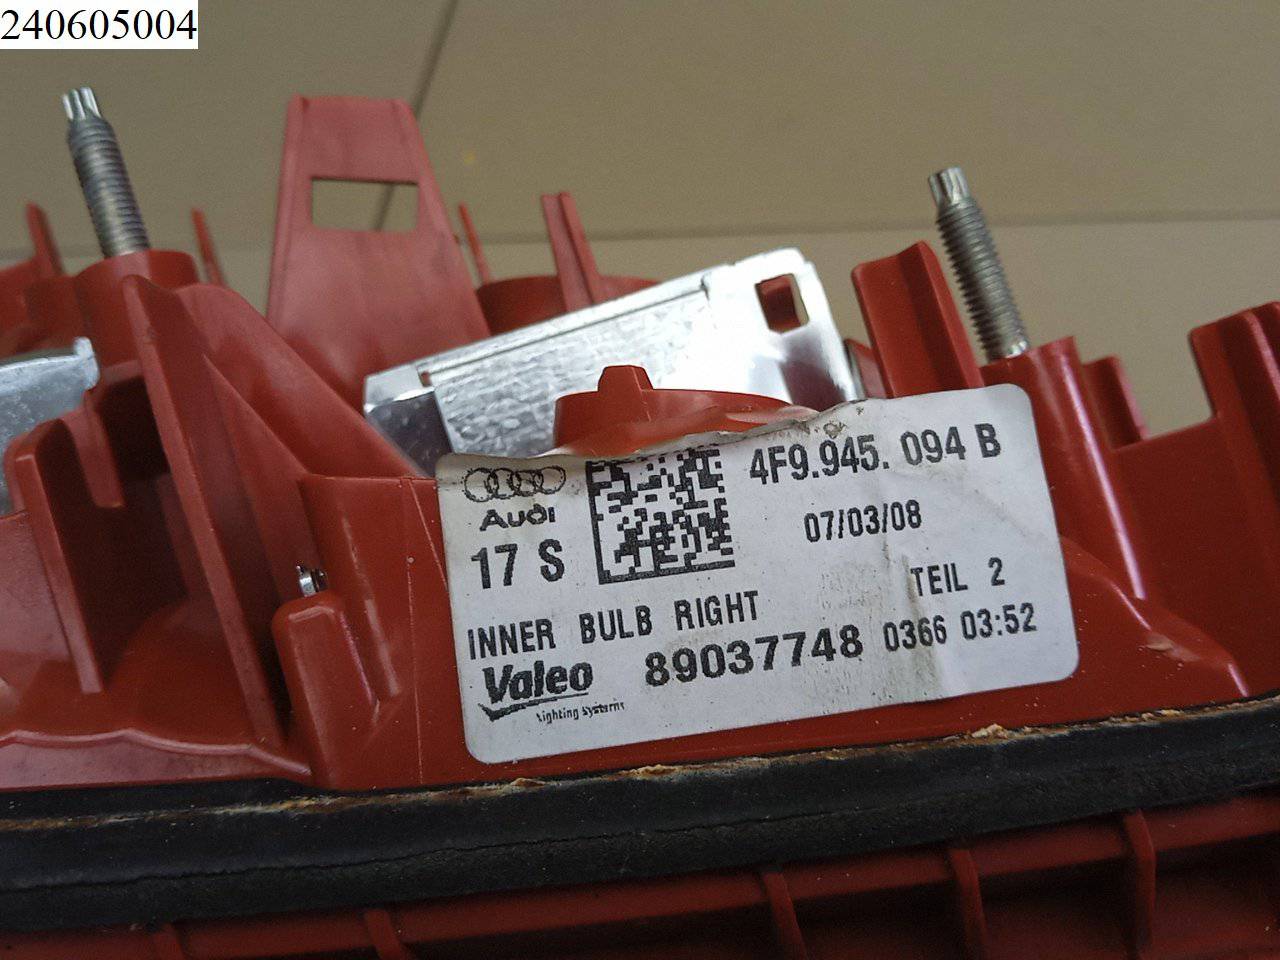 240605004
4F9.945. 094 B
Audi
07/03/08
17 S
TEIL 2
INNER BULB RIGHT
Valeo 89037748 0366 03:52
Lighting Systems